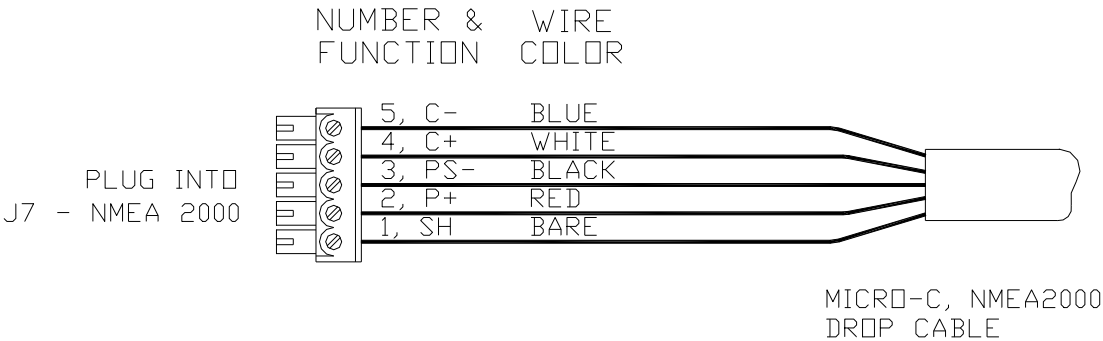 NUMBER & WIRE
FUNCTION COLOR
5, C- BLUE
4, C+ WHITE
3, PS- BLACK
2, P+ RED
1, SH BARE
PLUG INTO
J7 - NMEA 2000
MICRO-C, NMEA2000
DROP CABLE